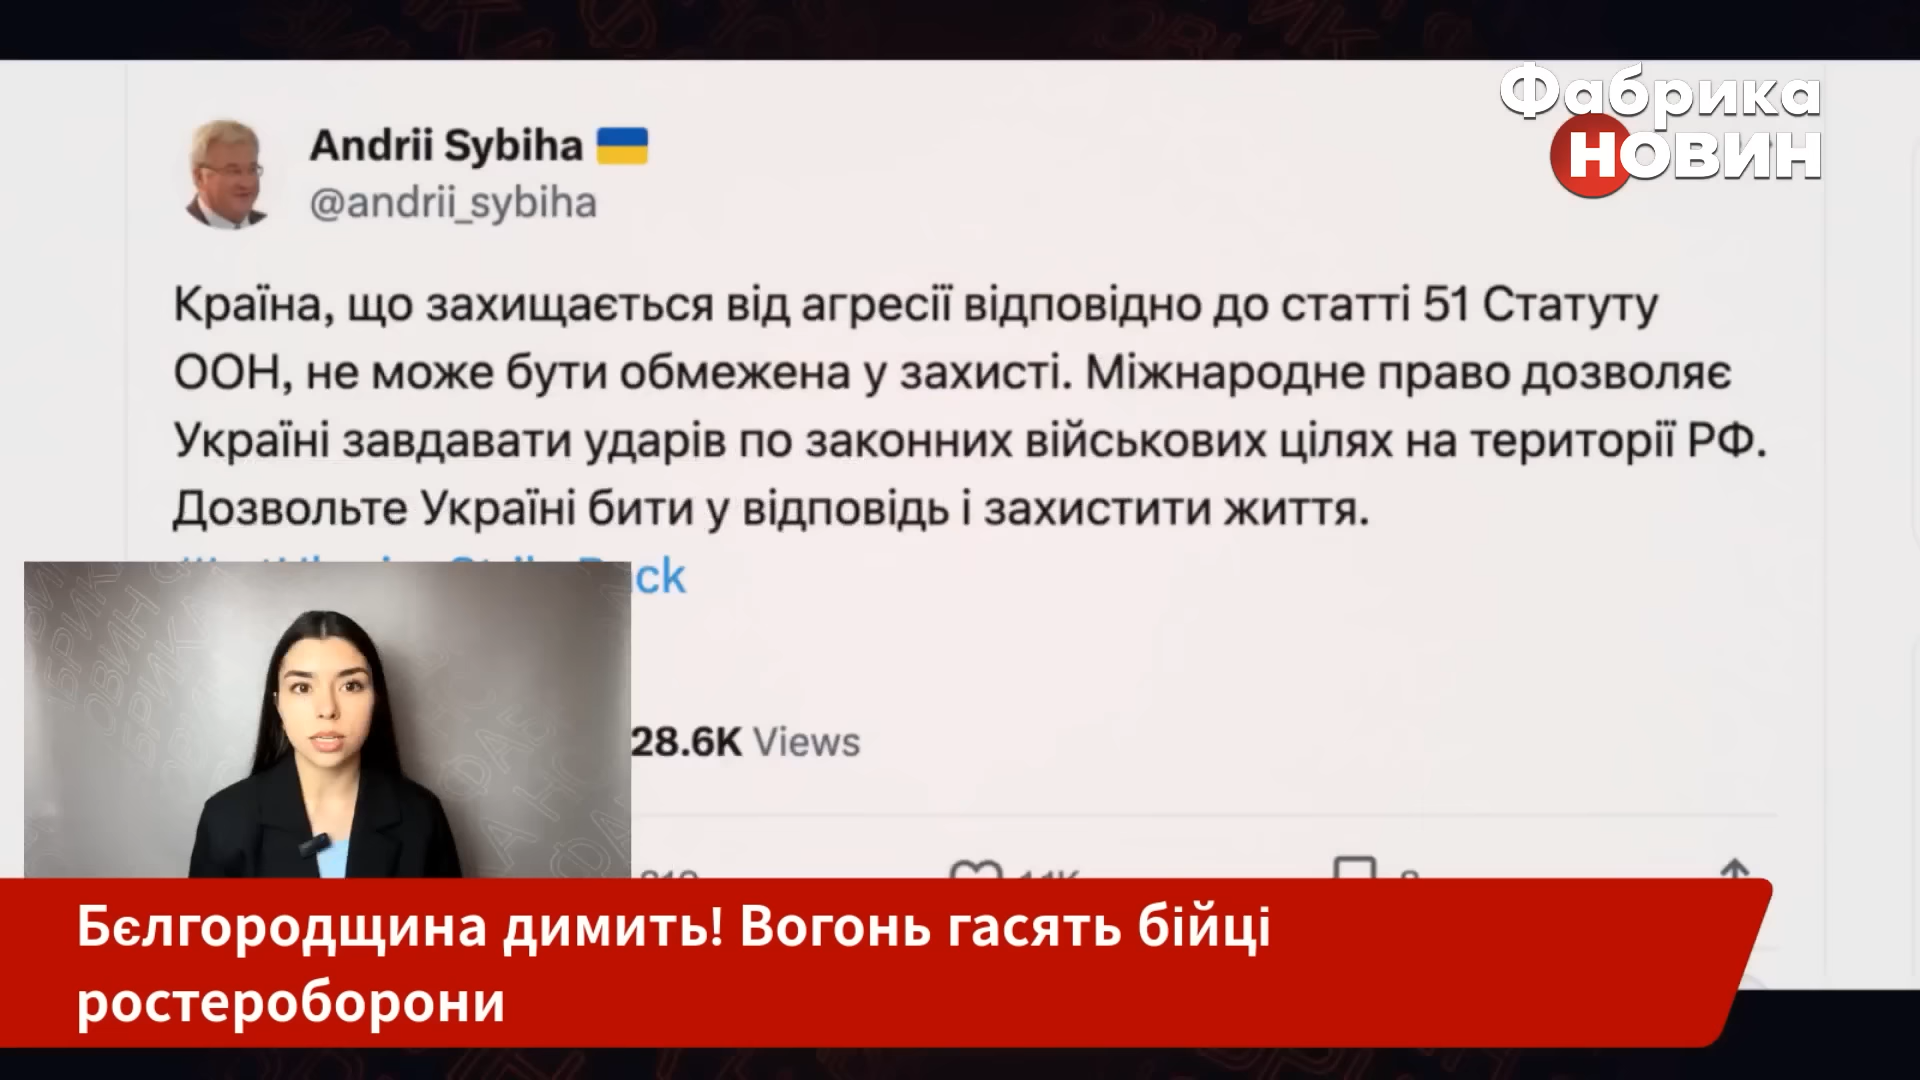 Фабрика
новин
Andrii Sybiha
@andrii_sybiha
Країна, що захищається від агресії відповідно до статті 51 Статуту
ООН, не може бути обмежена у захисті. Міжнародне право дозволяє
Україні завдавати ударів по законних військових цілях на території РФ.
Дозвольте Україні бити у відповідь і захистити життя.
28.6K Views
Бєлгородщина димить! Вогонь гасять бійці
ростероборони